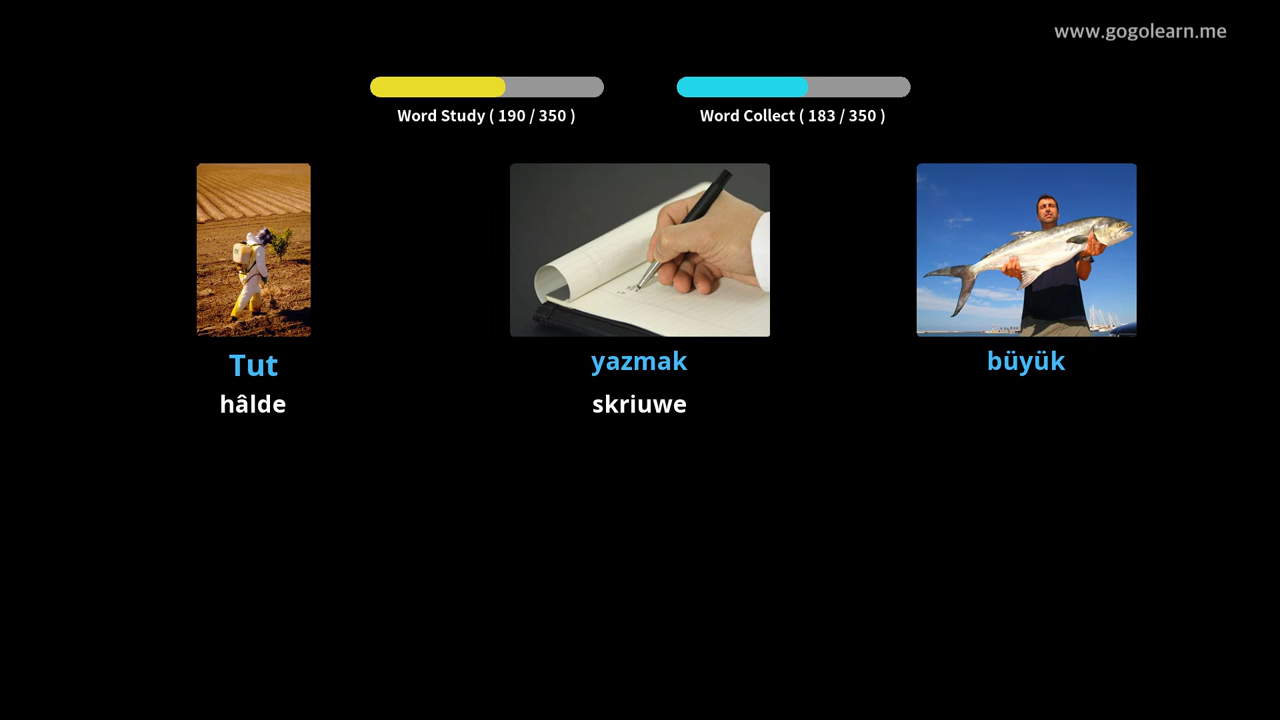 www.gogolearn.me
Word Study ( 190 / 350 )
Word Collect ( 183 / 350 )
Tut
hâlde
yazmak
skriuwe
büyük